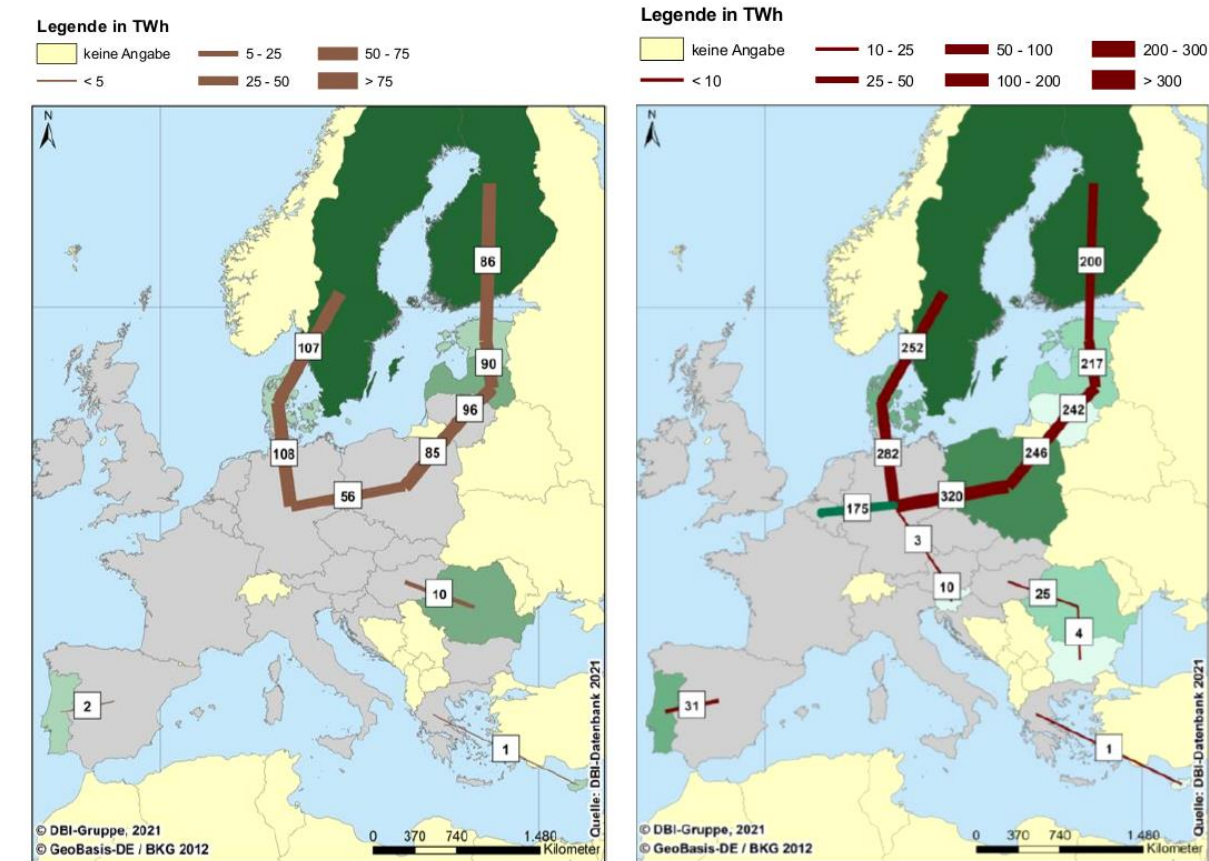 Legende in TWh
keine Angabe 5 - 25 50 - 75
< 5 25 - 50 > 75
N
86
107
90
96
108
85
56
10
2
1
Quelle: DBI-Datenbank 2021
© DBI-Gruppe, 2021
© GeoBasis-DE / BKG 2012
0 370 740 1.480
Kilometer
Legende in TWh
keine Angabe 10 - 25 50 - 100 200 - 300
< 10 25 - 50 100 - 200 > 300
N
200
252
217
242
282
246
320
175
3
10
25
4
31
1
Quelle: DBI-Datenbank 2021
© DBI-Gruppe, 2021
© GeoBasis-DE / BKG 2012
0 370 740 1.480
Kilometer